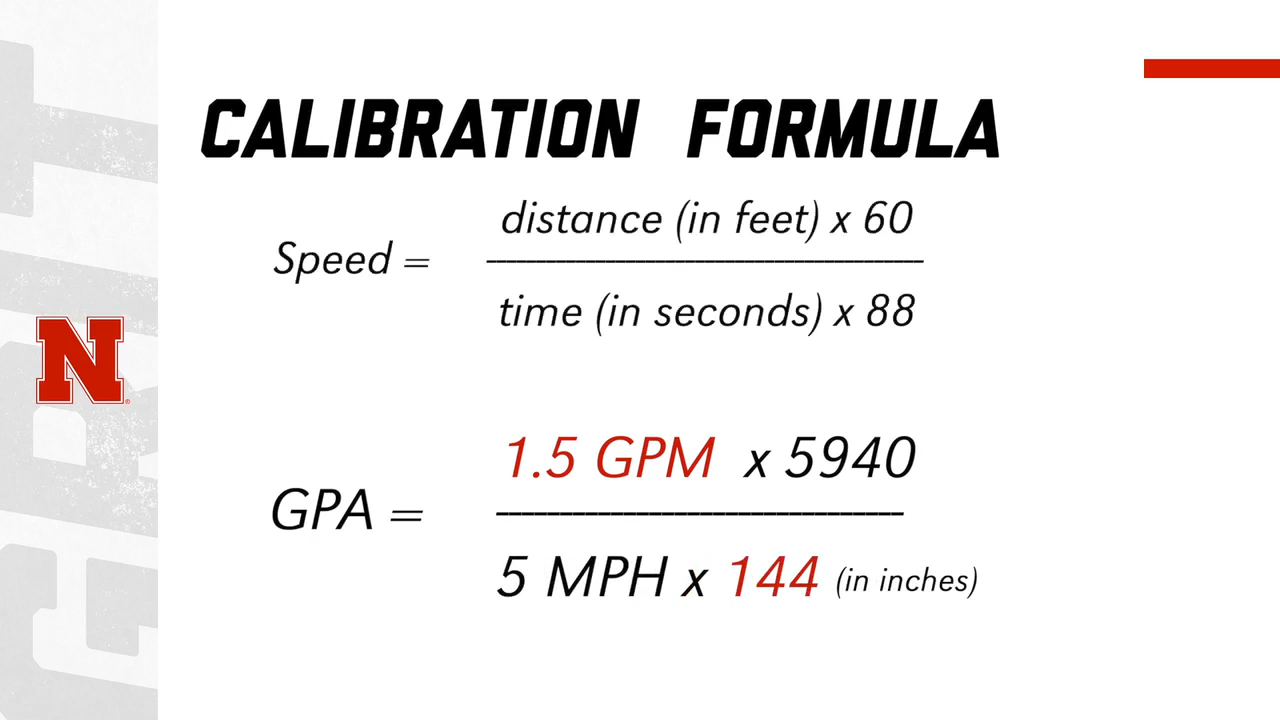 CALIBRATION FORMULA
distance (in feet) x 60
Speed =
time (in seconds) x 88
1.5 GPM x 5940
GPA =
5 MPH x 144 (in inches)
N